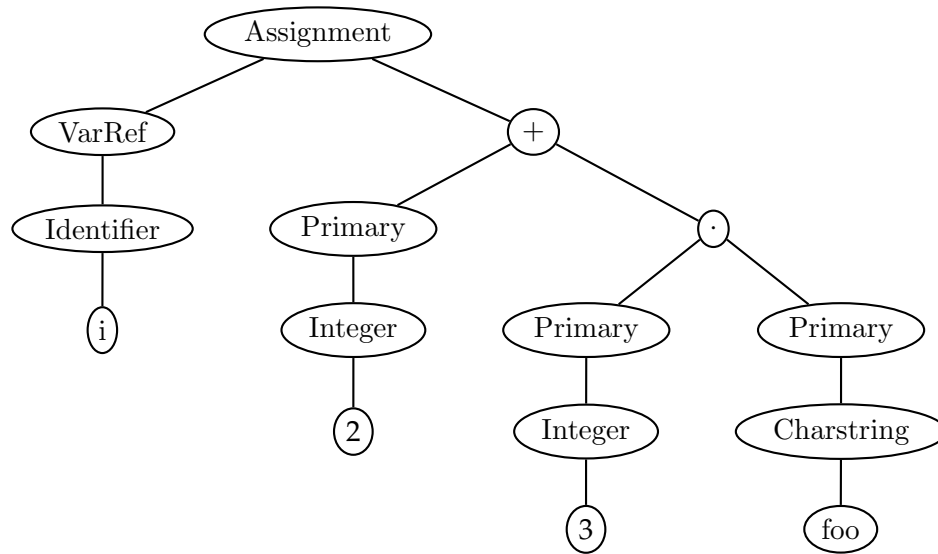 Assignment
VarRef
+
Identifier
Primary
·
i
Integer
Primary
Primary
2
Integer
Charstring
3
foo